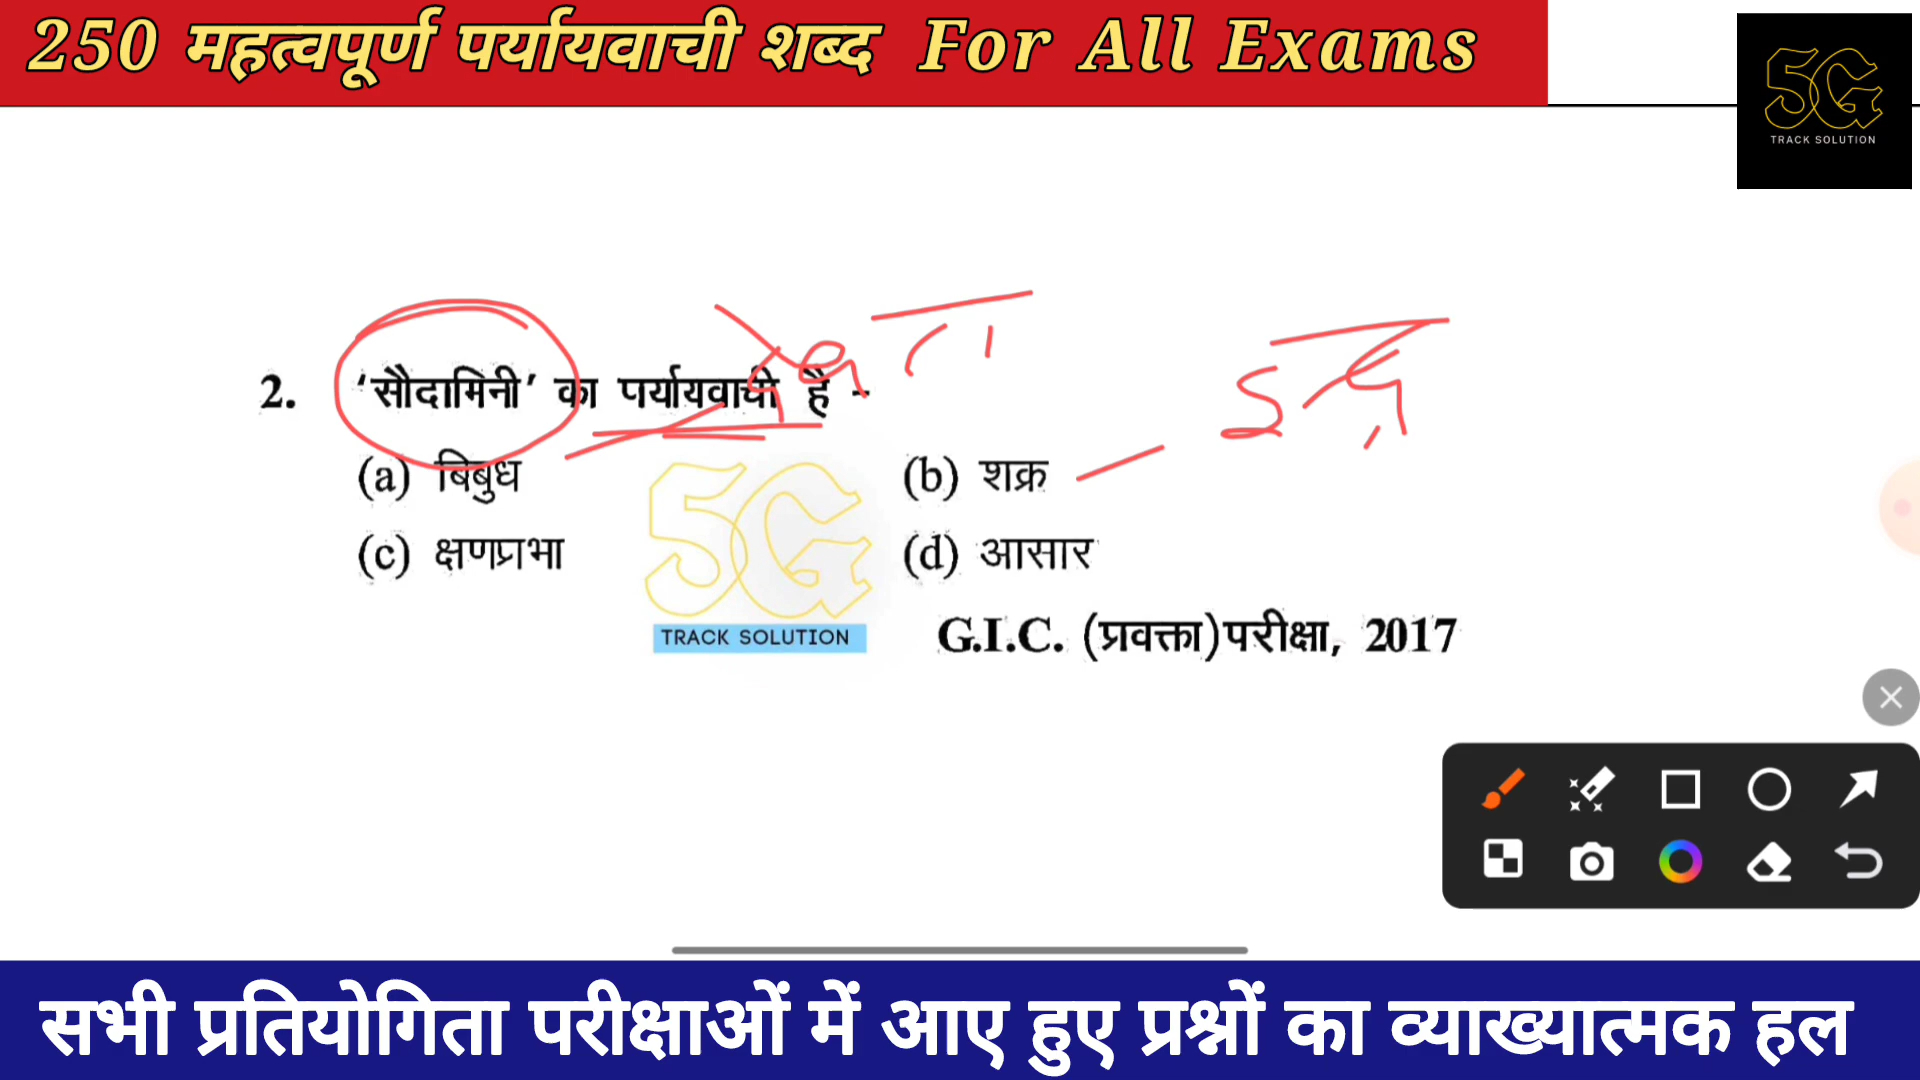 250 महत्वपूर्ण पर्यायवाची शब्द For All Exams
5G
TRACK SOLUTION
2. ‘सौदामिनी’ का पर्यायवाची है -
(a) बिबुध (b) शक्र
(c) क्षणप्रभा (d) आसार
5G
TRACK SOLUTION
G.I.C. (प्रवक्ता)परीक्षा, 2017
सभी प्रतियोगिता परीक्षाओं में आए हुए प्रश्नों का व्याख्यात्मक हल